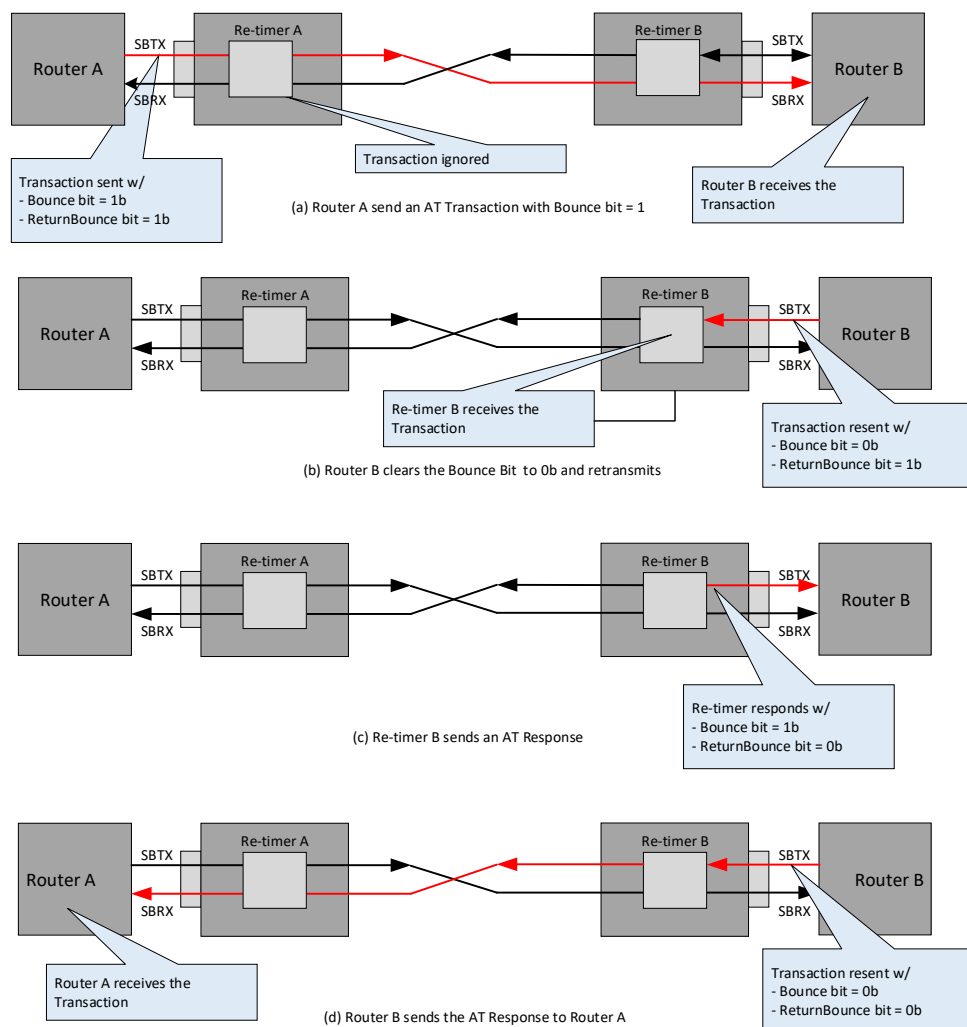 Re-timer A
Re-timer B
SBTX
SBTX
Router A
Router B
SBRX
SBRX
Transaction ignored
Transaction sent w/
- Bounce bit = 1b
- ReturnBounce bit = 1b
Router B receives the
Transaction
(a) Router A send an AT Transaction with Bounce bit = 1
Re-timer A
Re-timer B
SBTX
SBTX
Router A
Router B
SBRX
SBRX
Re-timer B receives the
Transaction
Transaction resent w/
- Bounce bit = 0b
- ReturnBounce bit = 1b
(b) Router B clears the Bounce Bit to 0b and retransmits
Re-timer A
Re-timer B
SBTX
SBTX
Router A
Router B
SBRX
SBRX
Re-timer responds w/
- Bounce bit = 1b
- ReturnBounce bit = 0b
(c) Re-timer B sends an AT Response
Re-timer A
Re-timer B
SBTX
SBTX
Router A
Router B
SBRX
SBRX
Router A receives the
Transaction
Transaction resent w/
- Bounce bit = 0b
- ReturnBounce bit = 0b
(d) Router B sends the AT Response to Router A